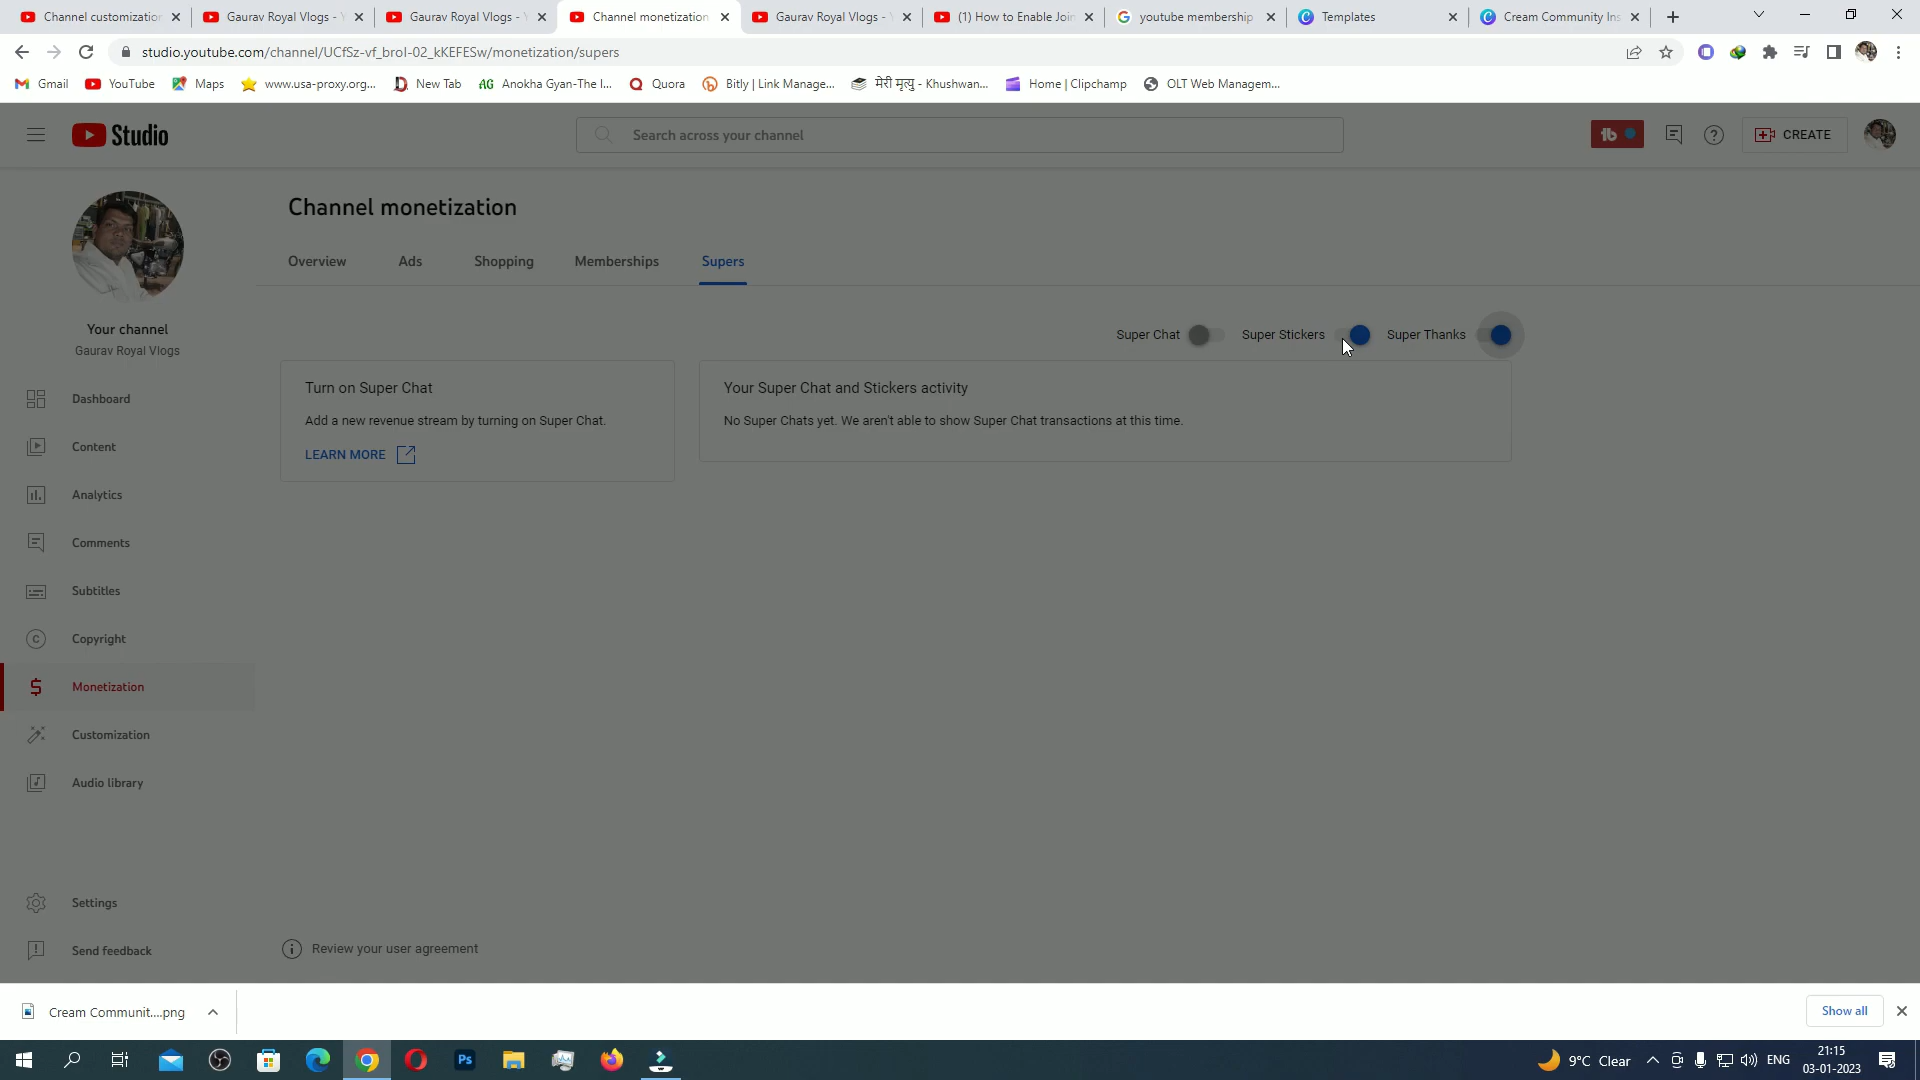 Channel customization
Gaurav Royal Vlogs - Y
Gaurav Royal Vlogs - Y
Channel monetization
Gaurav Royal Vlogs - Y
(1) How to Enable Join
youtube membership
Templates
Cream Community Ins
studio.youtube.com/channel/UCfSz-vf_broI-02_kKEFESw/monetization/supers
Gmail
YouTube
Maps
www.usa-proxy.org...
New Tab
AG
Anokha Gyan-The I...
Quora
Bitly | Link Manage...
मेरी मृत्यु - Khushwan...
Home | Clipchamp
OLT Web Managem...
Studio
Search across your channel
tb
CREATE
Channel monetization
Overview
Ads
Shopping
Memberships
Supers
Your channel
Gaurav Royal Vlogs
Super Chat
Super Stickers
Super Thanks
Turn on Super Chat
Add a new revenue stream by turning on Super Chat.
LEARN MORE
Your Super Chat and Stickers activity
No Super Chats yet. We aren't able to show Super Chat transactions at this time.
Dashboard
Content
Analytics
Comments
Subtitles
Copyright
Monetization
Customization
Audio library
Settings
Send feedback
Review your user agreement
Cream Communit....png
Show all
Ps
9°C Clear
ENG
21:15
03-01-2023